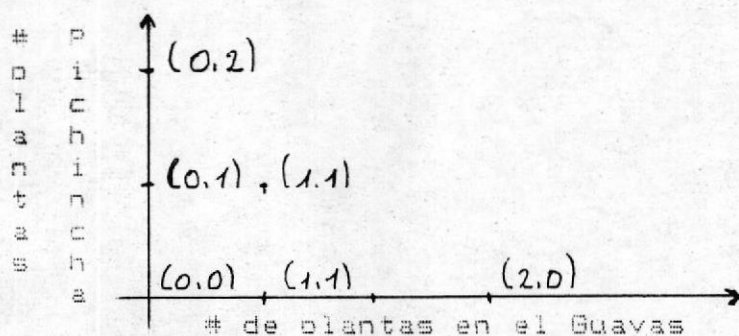 # plantas
Pichincha
(0.2)
(0.1) . (1.1)
(0.0) (1.1) (2.0)
# de plantas en el Guavas